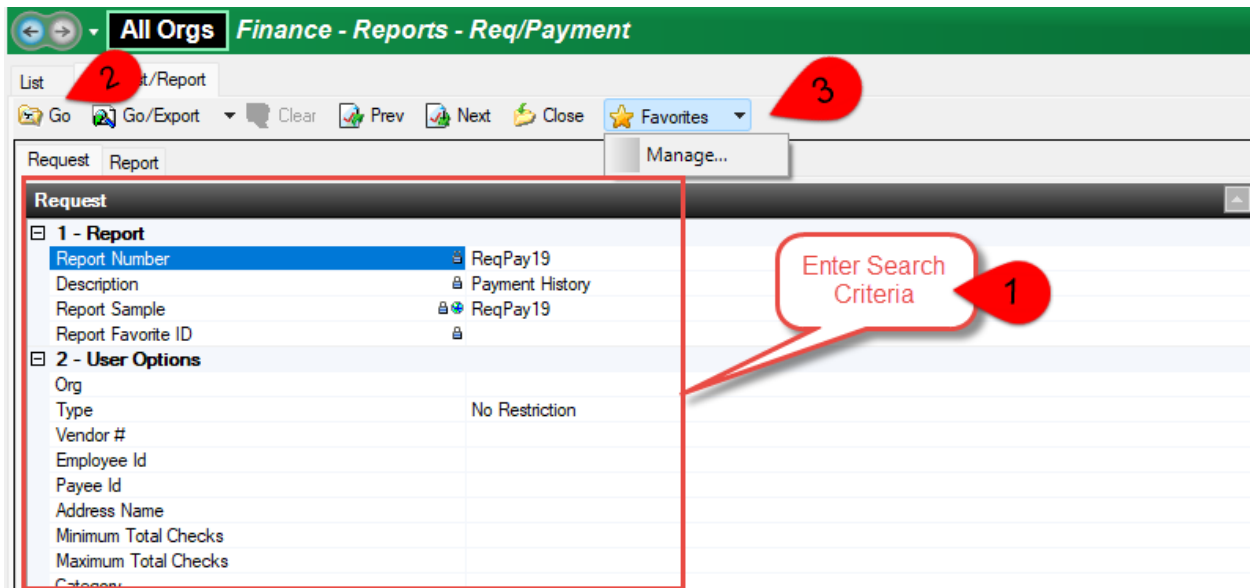 All Orgs Finance - Reports - Req/Payment
List t/Report
2
Go Go/Export Clear Prev Next Close Favorites
3
Manage...
Request Report
Request
1 - Report
Report Number ReqPay19
Description Payment History
Report Sample ReqPay19
Report Favorite ID
Enter Search
Criteria
1
2 - User Options
Org
Type No Restriction
Vendor #
Employee Id
Payee Id
Address Name
Minimum Total Checks
Maximum Total Checks
Category